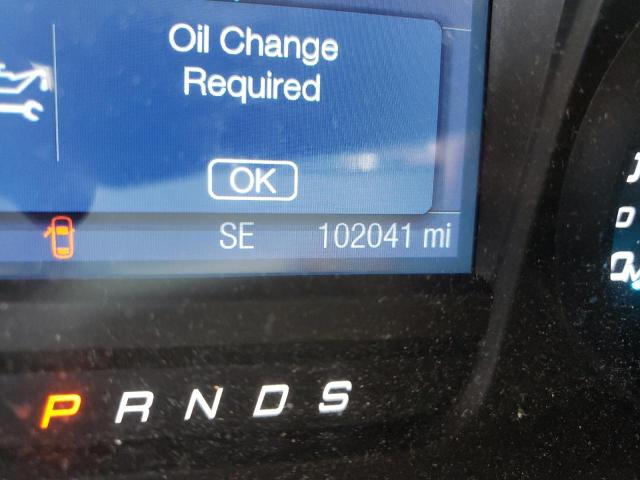 Oil Change
Required
OK
SE 102041 mi
P R N D S